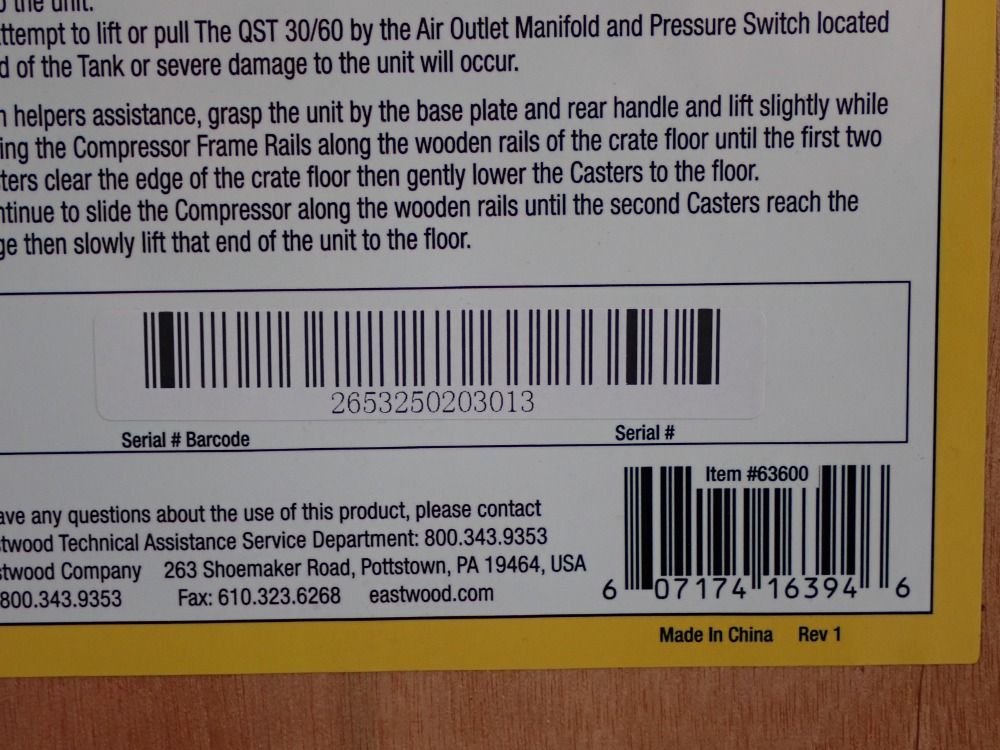 the unit.
ttempt to lift or pull The QST 30/60 by the Air Outlet Manifold and Pressure Switch located
d of the Tank or severe damage to the unit will occur.
h helpers assistance, grasp the unit by the base plate and rear handle and lift slightly while
ing the Compressor Frame Rails along the wooden rails of the crate floor until the first two
ters clear the edge of the crate floor then gently lower the Casters to the floor.
ntinue to slide the Compressor along the wooden rails until the second Casters reach the
ge then slowly lift that end of the unit to the floor.
2653250203013
Serial # Barcode Serial #
Item #63600
ave any questions about the use of this product, please contact
stwood Technical Assistance Service Department: 800.343.9353
stwood Company 263 Shoemaker Road, Pottstown, PA 19464, USA
800.343.9353 Fax: 610.323.6268 eastwood.com
6 07174 16394 6
Made In China Rev 1